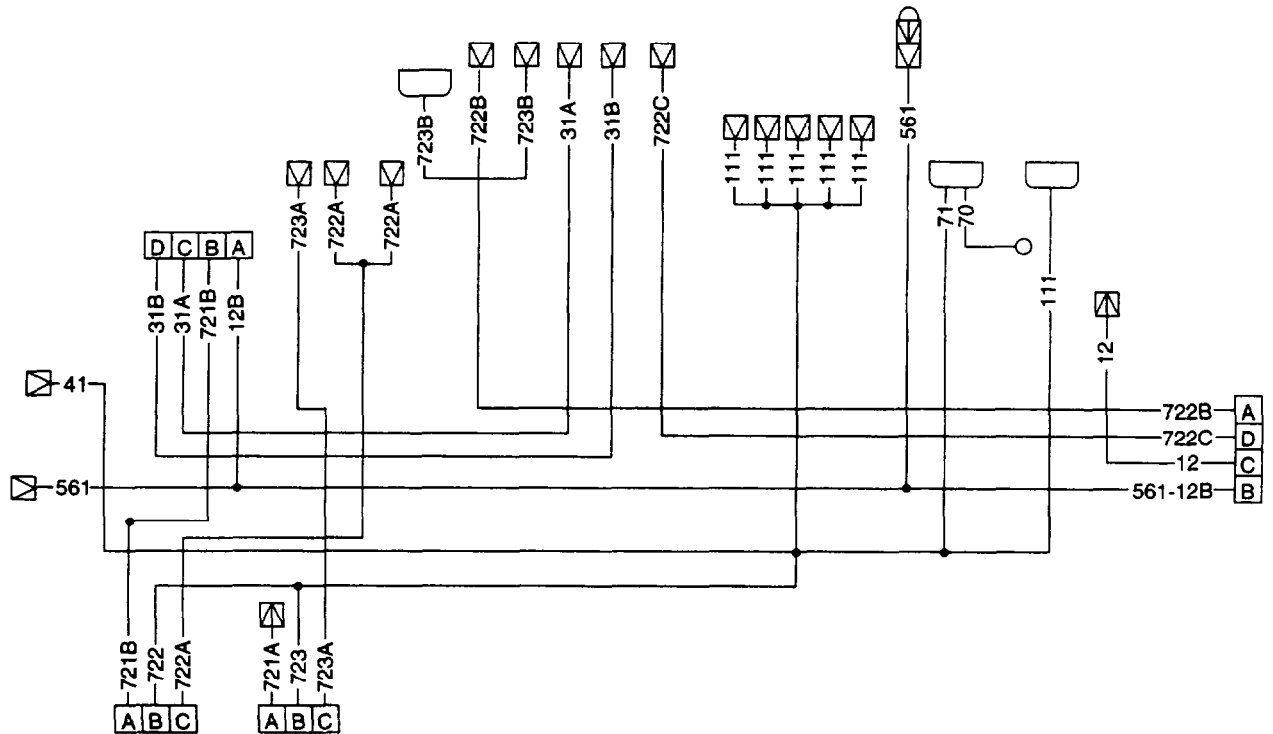 722B 723B 31A 31B 722C 561
723B
111 111 111 111 111
723A 722A 722A
71 70
D C B A
31B 31A 721B 12B
111
12
41
722B A
722C D
12 C
561 561-12B B
721B 722 722A 721A 723 723A
A B C A B C